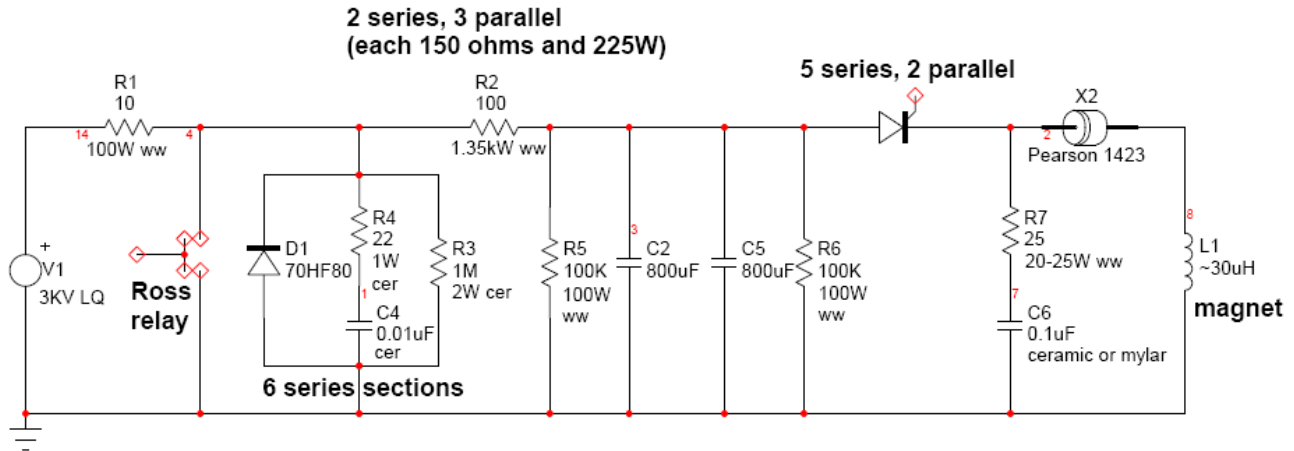 2 series, 3 parallel
(each 150 ohms and 225W)
5 series, 2 parallel
R1
10
14
4
100W ww
R2
100
1.35kW ww
X2
2
Pearson 1423
+
V1
3KV LQ
Ross
relay
D1
70HF80
R4
22
1W
cer
1
C4
0.01uF
cer
R3
1M
2W cer
6 series sections
R5
100K
100W
ww
3
C2
800uF
C5
800uF
R6
100K
100W
ww
R7
25
20-25W ww
7
C6
0.1uF
ceramic or mylar
8
L1
~30uH
magnet